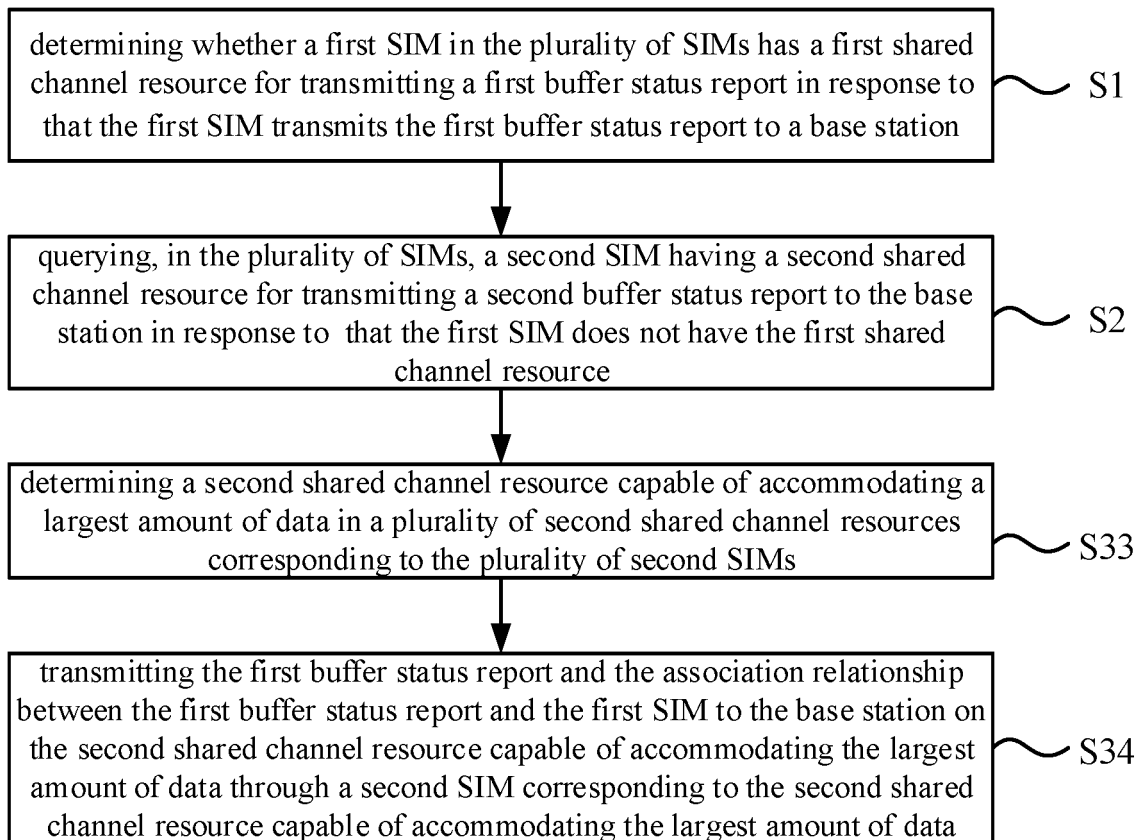 determining whether a first SIM in the plurality of SIMs has a first shared
channel resource for transmitting a first buffer status report in response to
that the first SIM transmits the first buffer status report to a base station
S1
querying, in the plurality of SIMs, a second SIM having a second shared
channel resource for transmitting a second buffer status report to the base
station in response to that the first SIM does not have the first shared
channel resource
S2
determining a second shared channel resource capable of accommodating a
largest amount of data in a plurality of second shared channel resources
corresponding to the plurality of second SIMs
S33
transmitting the first buffer status report and the association relationship
between the first buffer status report and the first SIM to the base station on
the second shared channel resource capable of accommodating the largest
amount of data through a second SIM corresponding to the second shared
channel resource capable of accommodating the largest amount of data
S34